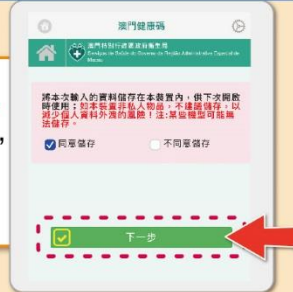 澳門健康碼
澳門特別行政區政府衛生局
Serviços de Saúde do Governo da Região Administrativa Especial de
Macau
將本次輸入的資料儲存在本裝置內，供下次開啟
時使用；如本裝置非私人物品，不建議儲存，以
減少個人資料外洩的風險！注：某些機型可能無
法儲存。
,
同意儲存 不同意儲存
下一步